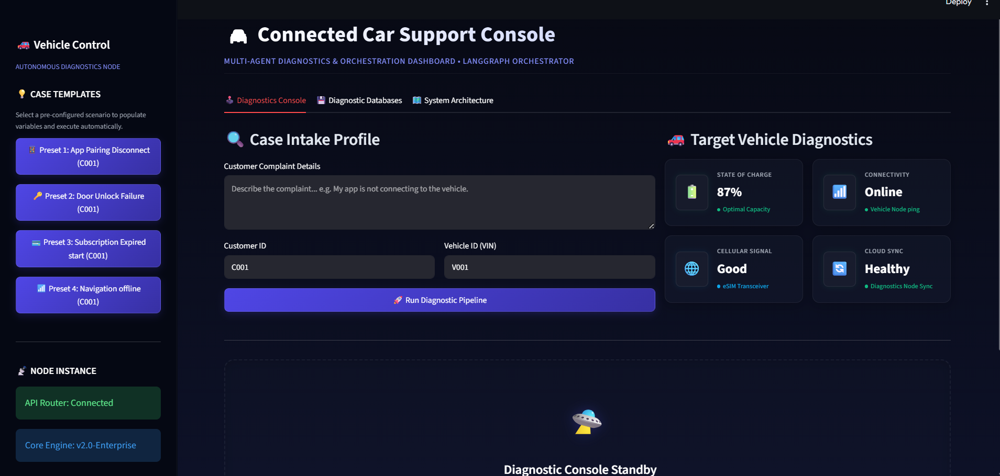 Deploy
Vehicle Control
AUTONOMOUS DIAGNOSTICS NODE
CASE TEMPLATES
Select a pre-configured scenario to populate
variables and execute automatically.
Preset 1: App Pairing Disconnect
(C001)
Preset 2: Door Unlock Failure
(C001)
Preset 3: Subscription Expired
start (C001)
Preset 4: Navigation offline
(C001)
NODE INSTANCE
API Router: Connected
Core Engine: v2.0-Enterprise
Connected Car Support Console
MULTI-AGENT DIAGNOSTICS & ORCHESTRATION DASHBOARD • LANGGRAPH ORCHESTRATOR
Diagnostics Console
Diagnostic Databases
System Architecture
Case Intake Profile
Customer Complaint Details
Describe the complaint... e.g. My app is not connecting to the vehicle.
Customer ID
C001
Vehicle ID (VIN)
V001
Run Diagnostic Pipeline
Target Vehicle Diagnostics
STATE OF CHARGE
87%
● Optimal Capacity
CONNECTIVITY
Online
● Vehicle Node ping
CELLULAR SIGNAL
Good
● eSIM Transceiver
CLOUD SYNC
Healthy
● Diagnostics Node Sync
Diagnostic Console Standby